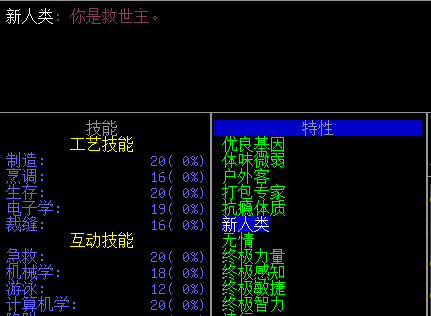 新人类: 你是救世主。
技能
工艺技能
制造: 20( 0%)
烹调: 16( 0%)
生存: 20( 0%)
电子学: 19( 0%)
裁缝: 16( 0%)
互动技能
急救: 20( 0%)
机械学: 18( 0%)
游泳: 12( 0%)
计算机学: 20( 0%)
特性
优良基因
体味微弱
户外客
打包专家
抗瘾体质
新人类
无情
终极力量
终极感知
终极敏捷
终极智力